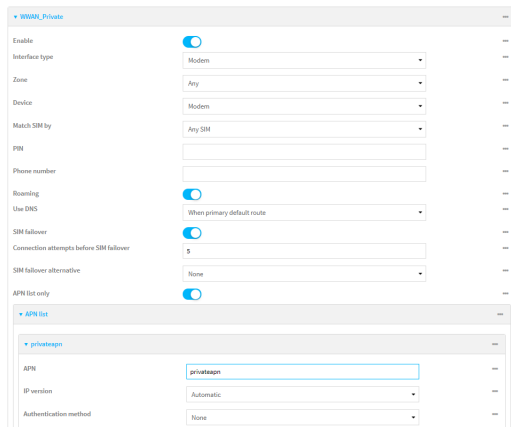 WWAN_Private
Enable
Interface type Modem
Zone Any
Device Modem
Match SIM by Any SIM
PIN
Phone number
Roaming
Use DNS When primary default route
SIM failover
Connection attempts before SIM failover 5
SIM failover alternative None
APN list only
APN list
privateapn
APN privateapn
IP version Automatic
Authentication method None